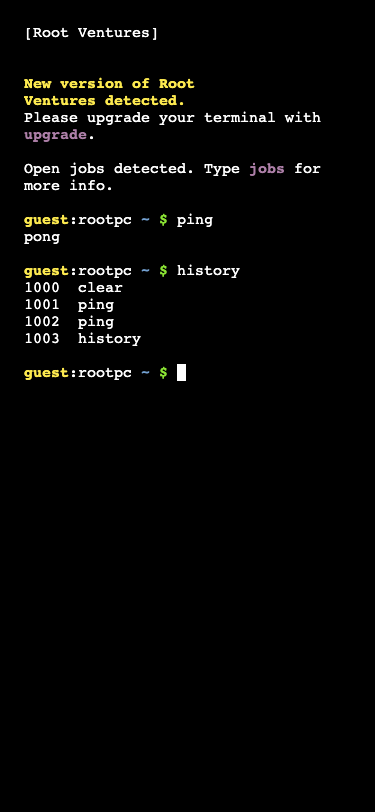 [Root Ventures]
New version of Root
Ventures detected.
Please upgrade your terminal with
upgrade.
Open jobs detected. Type jobs for
more info.
guest:rootpc ~ $ ping
pong
guest:rootpc ~ $ history
1000  clear
1001  ping
1002  ping
1003  history
guest:rootpc ~ $